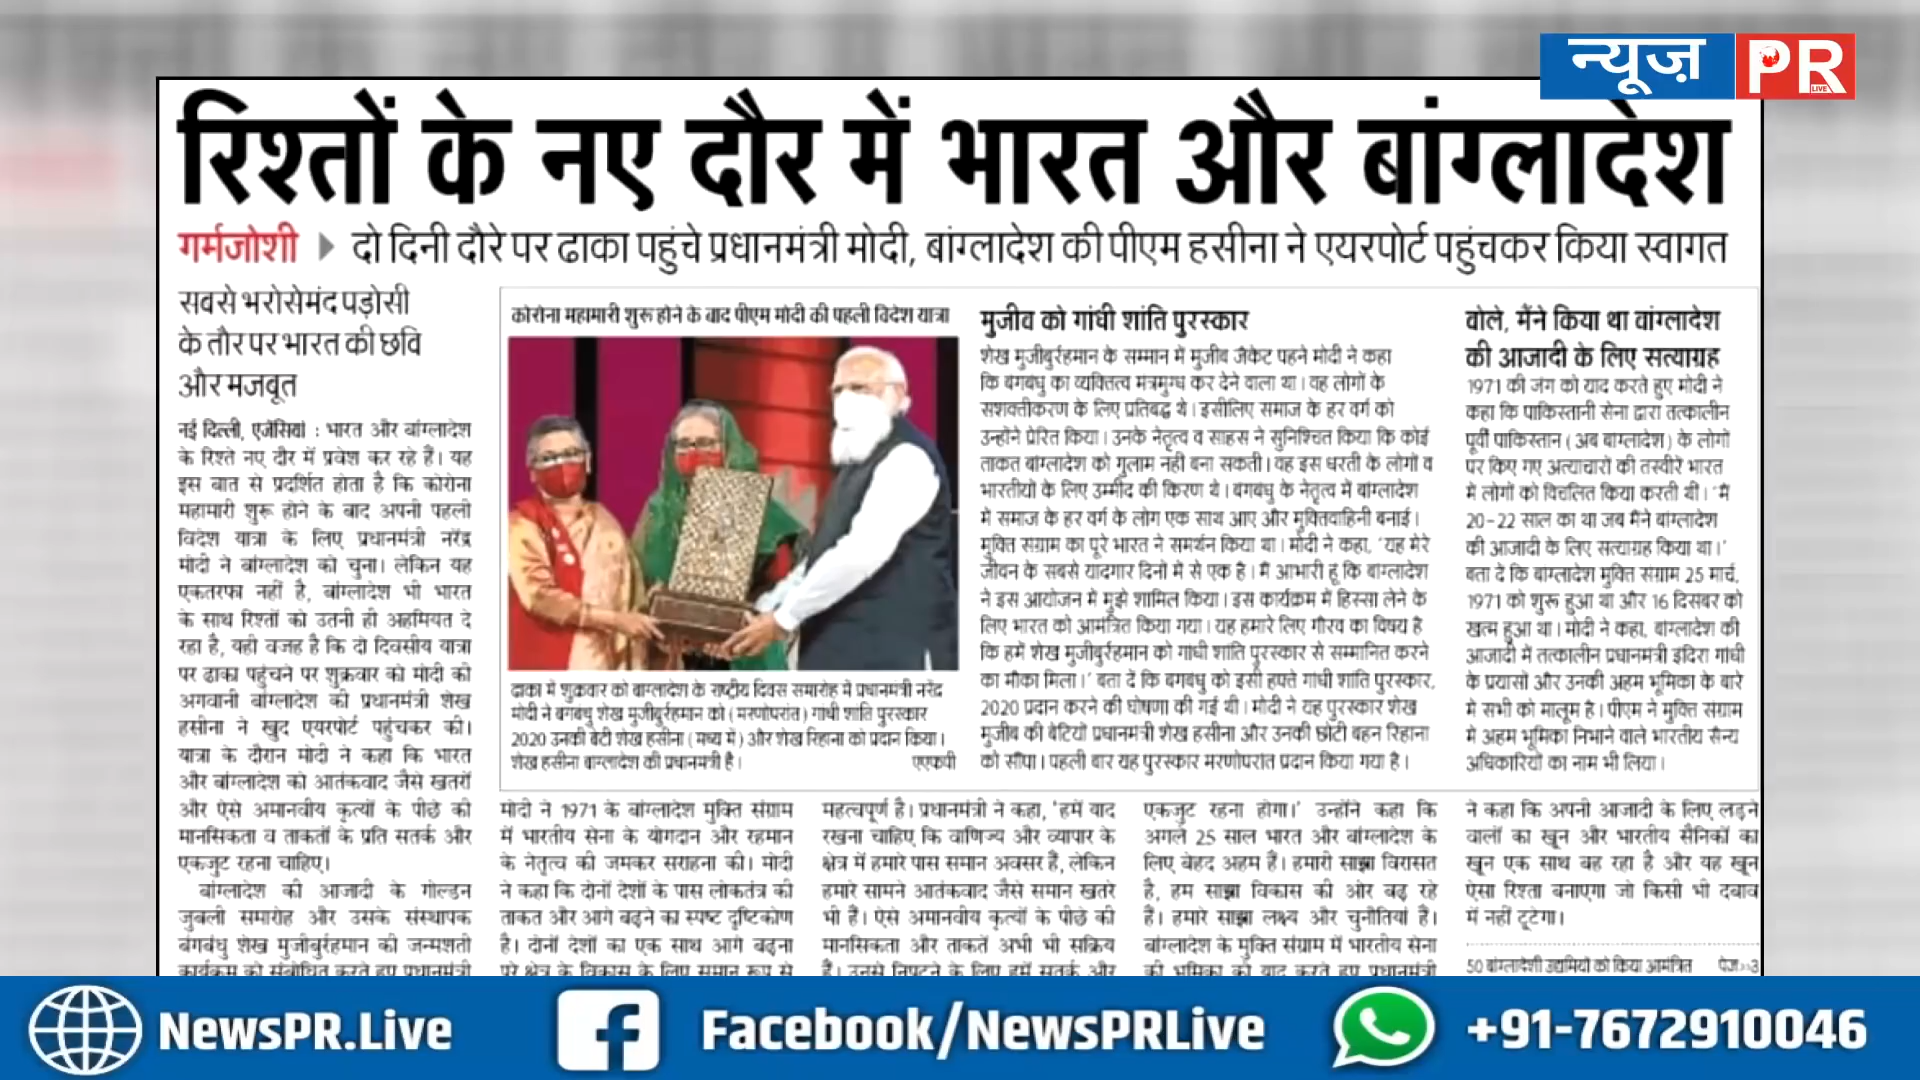 न्यूज़ PR
LIVE
रिश्तों के नए दौर में भारत और बांग्लादेश
गर्मजोशी दो दिनी दौरे पर ढाका पहुंचे प्रधानमंत्री मोदी, बांग्लादेश की पीएम हसीना ने एयरपोर्ट पहुंचकर किया स्वागत
सबसे भरोसेमंद पड़ोसी
के तौर पर भारत की छवि
और मजबूत
नई दिल्ली, एजेंसियां : भारत और बांग्लादेश
के रिश्ते नए दौर में प्रवेश कर रहे हैं। यह
इस बात से प्रदर्शित होता है कि कोरोना
महामारी शुरू होने के बाद अपनी पहली
विदेश यात्रा के लिए प्रधानमंत्री नरेंद्र
मोदी ने बांग्लादेश को चुना। लेकिन यह
एकतरफा नहीं है, बांग्लादेश भी भारत
के साथ रिश्तों को उतनी ही अहमियत दे
रहा है, यही वजह है कि दो दिवसीय यात्रा
पर ढाका पहुंचने पर शुक्रवार को मोदी की
अगवानी बांग्लादेश की प्रधानमंत्री शेख
हसीना ने खुद एयरपोर्ट पहुंचकर की।
यात्रा के दौरान मोदी ने कहा कि भारत
और बांग्लादेश को आतंकवाद जैसे खतरों
और ऐसे अमानवीय कृत्यों के पीछे की
मानसिकता व ताकतों के प्रति सतर्क और
एकजुट रहना चाहिए।
बांग्लादेश की आजादी के गोल्डन
जुबली समारोह और उसके संस्थापक
बंगबंधु शेख मुजीबुर्रहमान की जन्मशती
कार्यक्रम को संबोधित करते हुए प्रधानमंत्री
कोरोना महामारी शुरू होने के बाद पीएम मोदी की पहली विदेश यात्रा
ढाका में शुक्रवार को बांग्लादेश के राष्ट्रीय दिवस समारोह में प्रधानमंत्री नरेंद्र
मोदी ने बंगबंधु शेख मुजीबुर्रहमान को (मरणोपरांत) गांधी शांति पुरस्कार
2020 उनकी बेटी शेख हसीना (मध्य में) और शेख रिहाना को प्रदान किया।
शेख हसीना बांग्लादेश की प्रधानमंत्री है। एएफपी
मुजीब को गांधी शांति पुरस्कार
शेख मुजीबुर्रहमान के सम्मान में मुजीब जैकेट पहने मोदी ने कहा
कि बंगबंधु का व्यक्तित्व मंत्रमुग्ध कर देने वाला था। वह लोगों के
सशक्तीकरण के लिए प्रतिबद्ध थे। इसीलिए समाज के हर वर्ग को
उन्होंने प्रेरित किया। उनके नेतृत्व व साहस ने सुनिश्चित किया कि कोई
ताकत बांग्लादेश को गुलाम नहीं बना सकती। वह इस धरती के लोगों व
भारतीयों के लिए उम्मीद की किरण थे। बंगबंधु के नेतृत्व में बांग्लादेश
में समाज के हर वर्ग के लोग एक साथ आए और मुक्तिवाहिनी बनाई।
मुक्ति संग्राम का पूरे भारत ने समर्थन किया था। मोदी ने कहा, 'यह मेरे
जीवन के सबसे यादगार दिनों में से एक है। मैं आभारी हूं कि बांग्लादेश
ने इस आयोजन में मुझे शामिल किया। इस कार्यक्रम में हिस्सा लेने के
लिए भारत को आमंत्रित किया गया। यह हमारे लिए गौरव का विषय है
कि हमें शेख मुजीबुर्रहमान को गांधी शांति पुरस्कार से सम्मानित करने
का मौका मिला।' बता दें कि बंगबंधु को इसी हफ्ते गांधी शांति पुरस्कार,
2020 प्रदान करने की घोषणा की गई थी। मोदी ने यह पुरस्कार शेख
मुजीब की बेटियों प्रधानमंत्री शेख हसीना और उनकी छोटी बहन रिहाना
को सौंपा। पहली बार यह पुरस्कार मरणोपरांत प्रदान किया गया है।
बोले, मैंने किया था बांग्लादेश
की आजादी के लिए सत्याग्रह
1971 की जंग को याद करते हुए मोदी ने
कहा कि पाकिस्तानी सेना द्वारा तत्कालीन
पूर्वी पाकिस्तान (अब बांग्लादेश) के लोगों
पर किए गए अत्याचारों की तस्वीरें भारत
में लोगों को विचलित किया करती थीं। 'मैं
20-22 साल का था जब मैंने बांग्लादेश
की आजादी के लिए सत्याग्रह किया था।'
बता दें कि बांग्लादेश मुक्ति संग्राम 25 मार्च,
1971 को शुरू हुआ था और 16 दिसंबर को
खत्म हुआ था। मोदी ने कहा, बांग्लादेश की
आजादी में तत्कालीन प्रधानमंत्री इंदिरा गांधी
के प्रयासों और उनकी अहम भूमिका के बारे
में सभी को मालूम है। पीएम ने मुक्ति संग्राम
में अहम भूमिका निभाने वाले भारतीय सैन्य
अधिकारियों का नाम भी लिया।
मोदी ने 1971 के बांग्लादेश मुक्ति संग्राम
में भारतीय सेना के योगदान और रहमान
के नेतृत्व की जमकर सराहना की। मोदी
ने कहा कि दोनों देशों के पास लोकतंत्र की
ताकत और आगे बढ़ने का स्पष्ट दृष्टिकोण
है। दोनों देशों का एक साथ आगे बढ़ना
पूरे क्षेत्र के विकास के लिए समान रूप से
महत्वपूर्ण है। प्रधानमंत्री ने कहा, 'हमें याद
रखना चाहिए कि वाणिज्य और व्यापार के
क्षेत्र में हमारे पास समान अवसर हैं, लेकिन
हमारे सामने आतंकवाद जैसे समान खतरे
भी हैं। ऐसे अमानवीय कृत्यों के पीछे की
मानसिकता और ताकतें अभी भी सक्रिय
हैं। उनसे निपटने के लिए हमें सतर्क और
एकजुट रहना होगा।' उन्होंने कहा कि
अगले 25 साल भारत और बांग्लादेश के
लिए बेहद अहम हैं। हमारी साझा विरासत
है, हम साझा विकास की ओर बढ़ रहे
हैं। हमारे साझा लक्ष्य और चुनौतियां हैं।
बांग्लादेश के मुक्ति संग्राम में भारतीय सेना
की भूमिका को याद करते हुए प्रधानमंत्री
ने कहा कि अपनी आजादी के लिए लड़ने
वालों का खून और भारतीय सैनिकों का
खून एक साथ बह रहा है और यह खून
ऐसा रिश्ता बनाएगा जो किसी भी दबाव
में नहीं टूटेगा।
50 बांग्लादेशी उद्यमियों को किया आमंत्रित पेज>>3
NewsPR.Live
Facebook/NewsPRLive
+91-7672910046